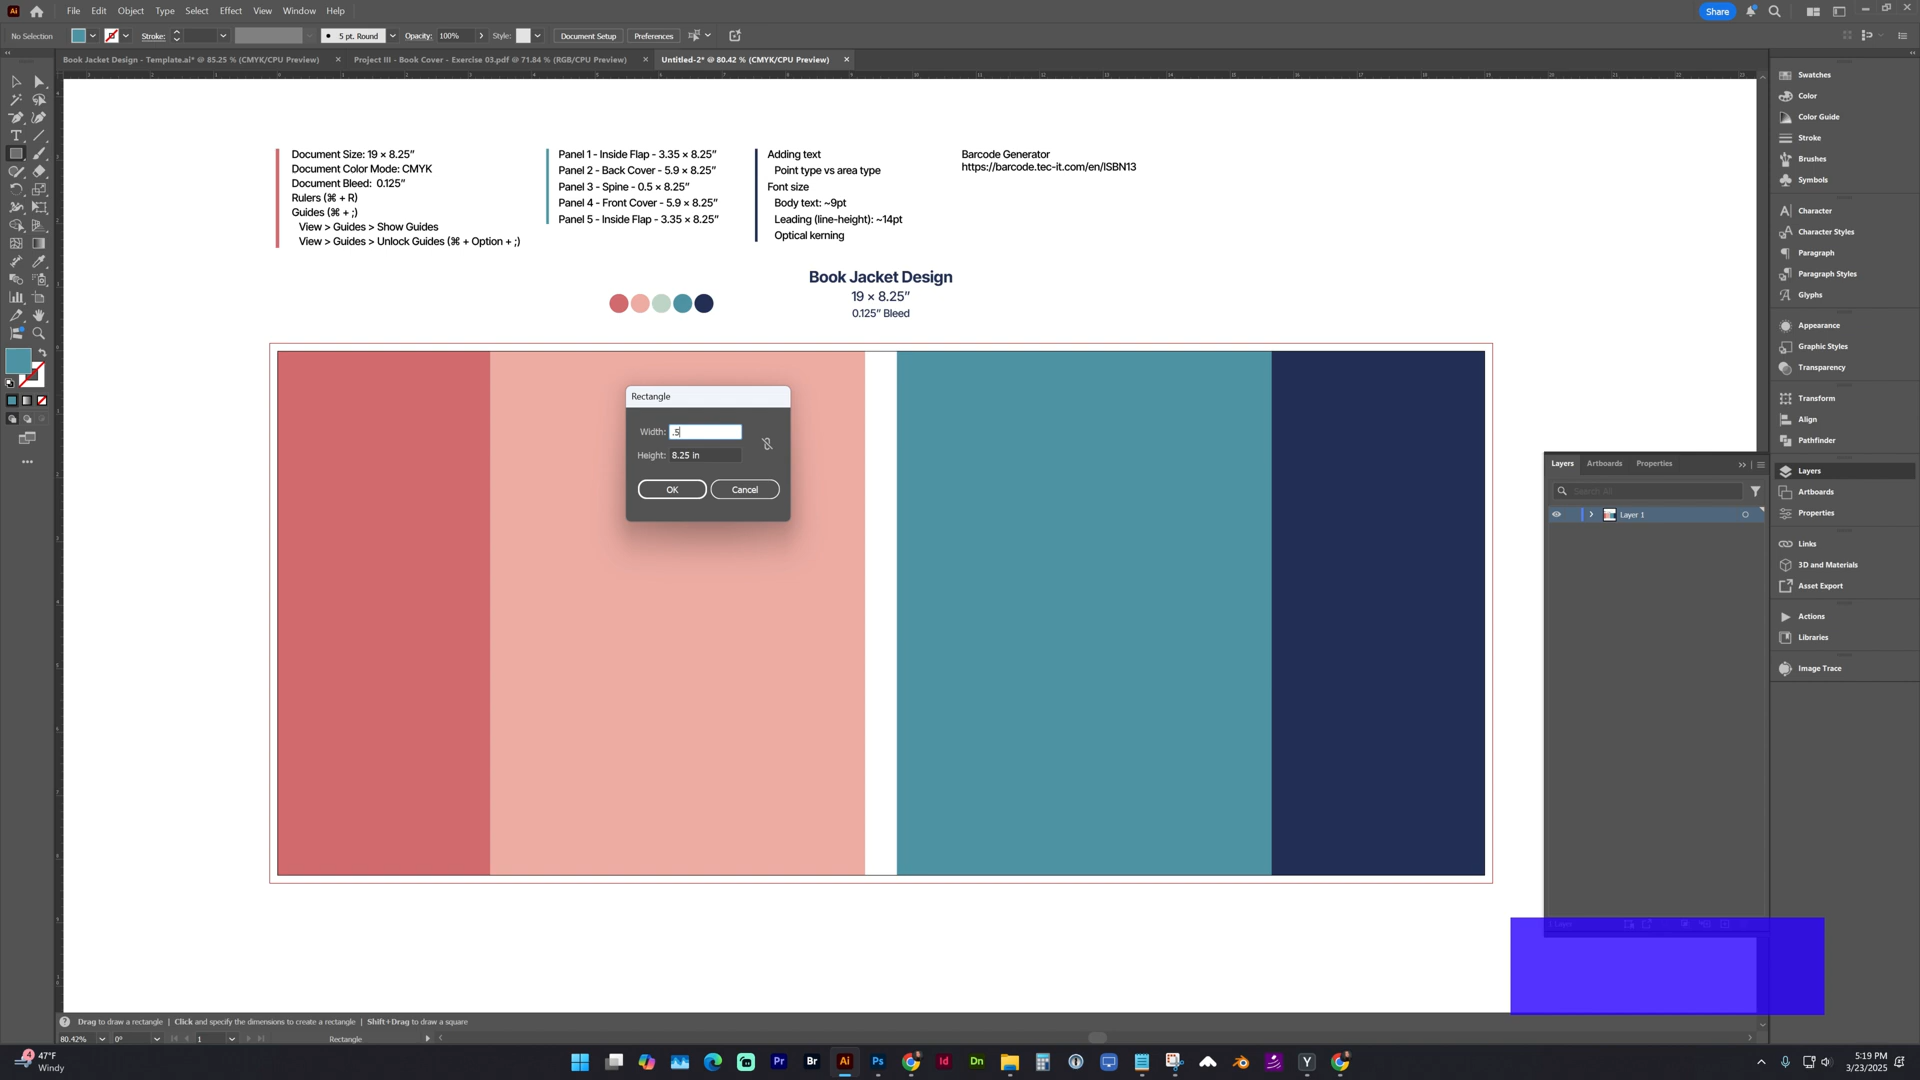 File Edit Object Type Select Effect View Window Help
Share
No Selection
Stroke:
5 pt. Round
Opacity: 100%
Style:
Document Setup
Preferences
Book Jacket Design - Template.ai* @ 85.25 % (CMYK/CPU Preview)
Project III - Book Cover - Exercise 03.pdf @ 71.84 % (RGB/CPU Preview)
Untitled-2* @ 80.42 % (CMYK/CPU Preview)
Document Size: 19 × 8.25”
Document Color Mode: CMYK
Document Bleed: 0.125”
Rulers (⌘ + R)
Guides (⌘ + ;)
View > Guides > Show Guides
View > Guides > Unlock Guides (⌘ + Option + ;)
Panel 1 - Inside Flap - 3.35 × 8.25”
Panel 2 - Back Cover - 5.9 × 8.25”
Panel 3 - Spine - 0.5 × 8.25”
Panel 4 - Front Cover - 5.9 × 8.25”
Panel 5 - Inside Flap - 3.35 × 8.25”
Adding text
Point type vs area type
Font size
Body text: ~9pt
Leading (line-height): ~14pt
Optical kerning
Barcode Generator
https://barcode.tec-it.com/en/ISBN13
Book Jacket Design
19 × 8.25”
0.125” Bleed
Rectangle
Width: .5
Height: 8.25 in
OK
Cancel
Swatches
Color
Color Guide
Stroke
Brushes
Symbols
Character
Character Styles
Paragraph
Paragraph Styles
Glyphs
Appearance
Graphic Styles
Transparency
Transform
Align
Pathfinder
Layers
Artboards
Properties
Links
3D and Materials
Asset Export
Actions
Libraries
Image Trace
Layers Artboards Properties
Search All
Layer 1
Drag to draw a rectangle | Click and specify the dimensions to create a rectangle | Shift+Drag to draw a square
80.42%
0°
1
Rectangle
4
47°F
Windy
5:19 PM
3/23/2025